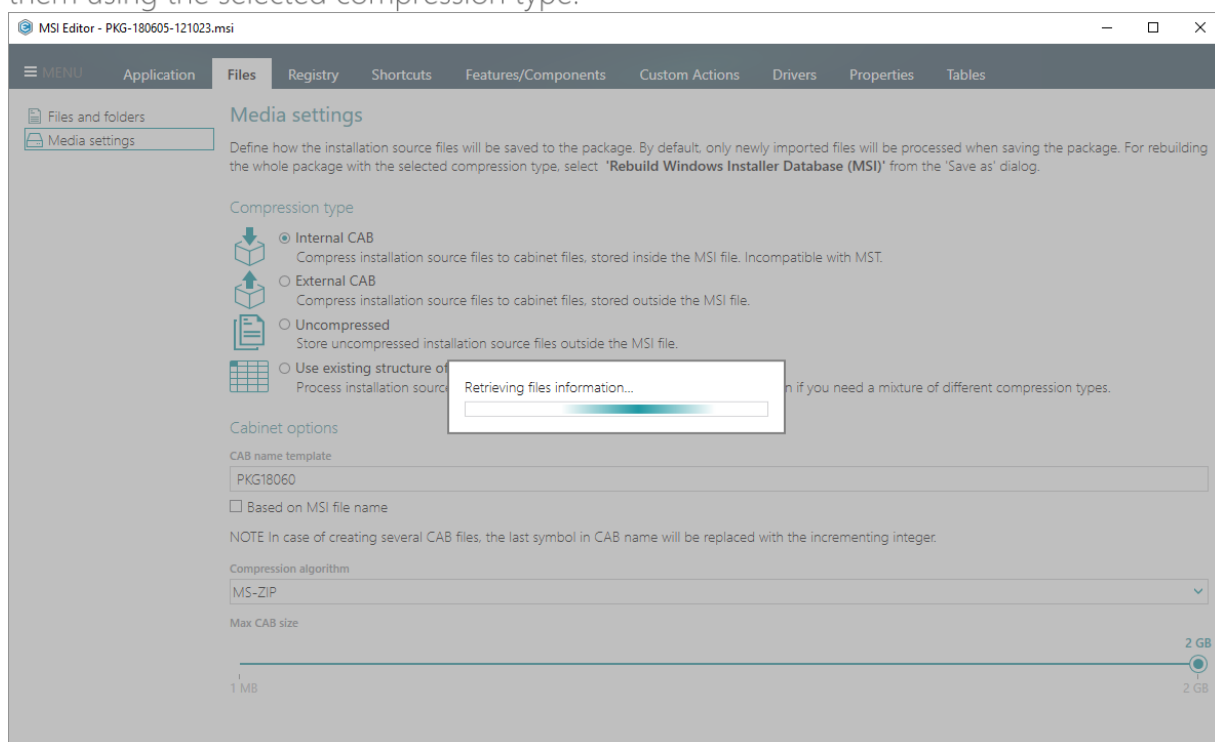 them using the selected compression type.
MSI Editor - PKG-180605-121023.msi
MENU Application Files Registry Shortcuts Features/Components Custom Actions Drivers Properties Tables
Files and folders
Media settings
Media settings
Define how the installation source files will be saved to the package. By default, only newly imported files will be processed when saving the package. For rebuilding
the whole package with the selected compression type, select 'Rebuild Windows Installer Database (MSI)' from the 'Save as' dialog.
Compression type
Internal CAB
Compress installation source files to cabinet files, stored inside the MSI file. Incompatible with MST.
External CAB
Compress installation source files to cabinet files, stored outside the MSI file.
Uncompressed
Store uncompressed installation source files outside the MSI file.
Use existing structure of
Process installation source n if you need a mixture of different compression types.
Retrieving files information...
Cabinet options
CAB name template
PKG18060
Based on MSI file name
NOTE In case of creating several CAB files, the last symbol in CAB name will be replaced with the incrementing integer.
Compression algorithm
MS-ZIP
Max CAB size
2 GB
1 MB 2 GB